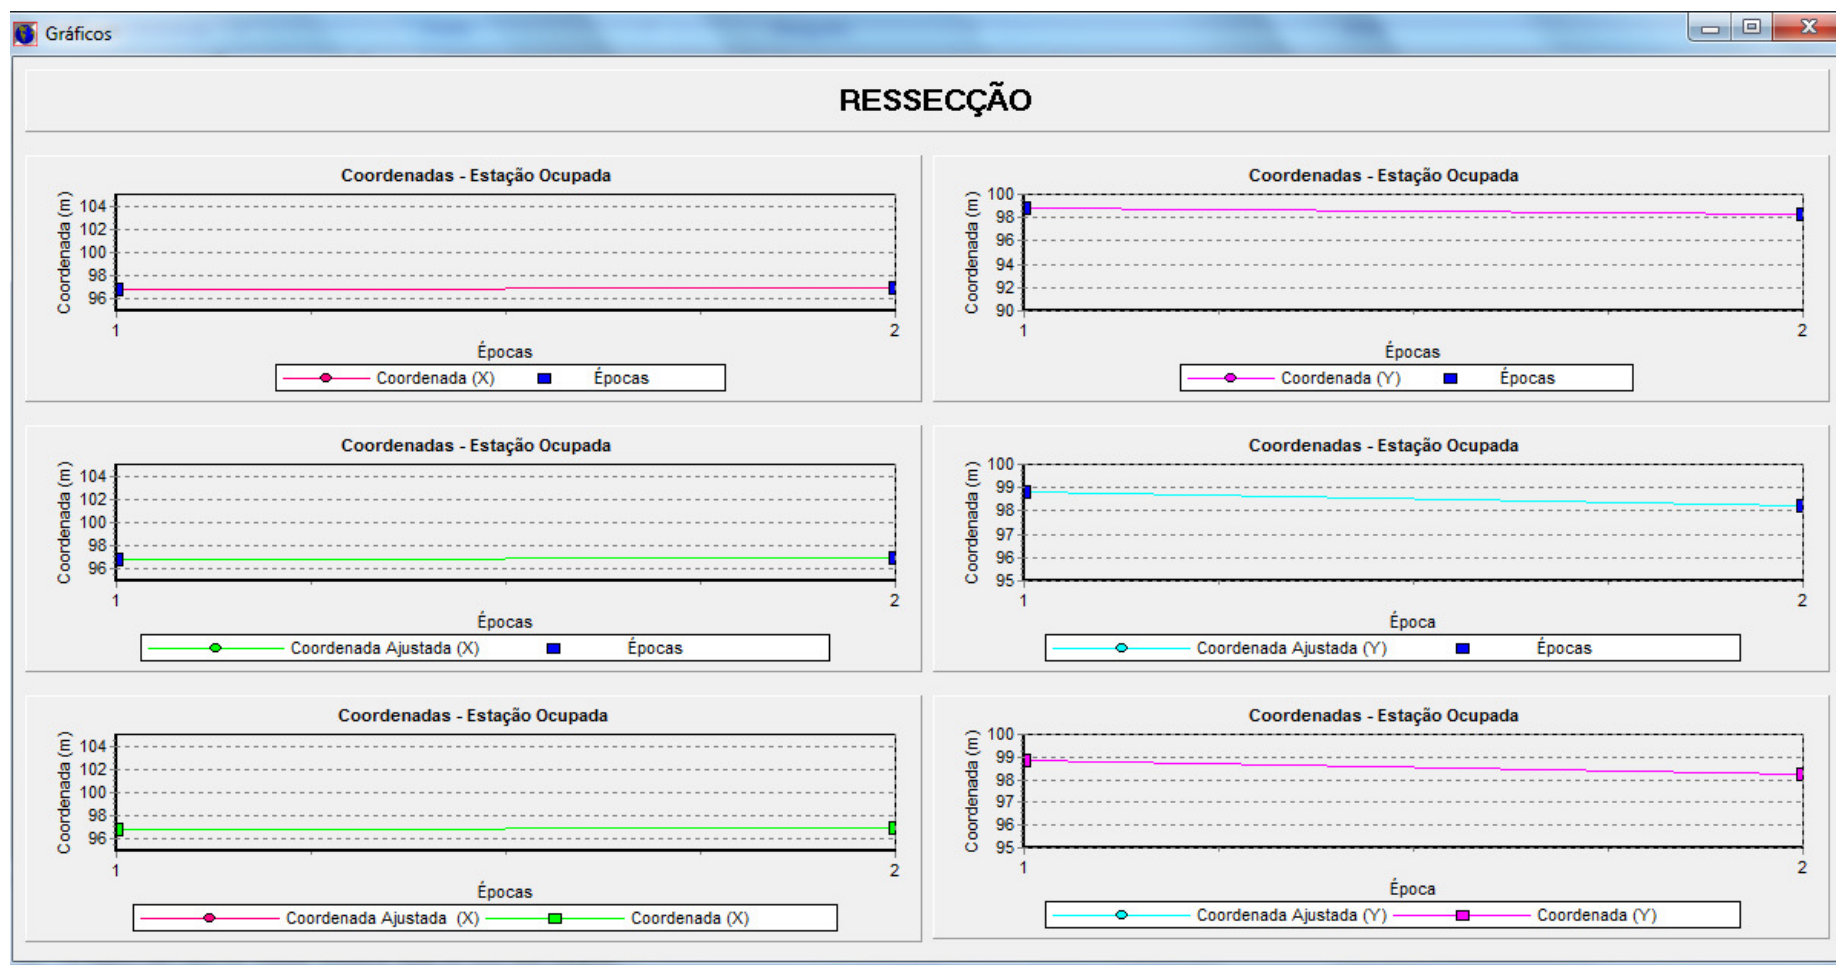 Gráficos
RESSECÇÃO
Coordenadas - Estação Ocupada
Coordenada (m)
104
102
100
98
96
1 2
Épocas
Coordenada (X) Épocas
Coordenadas - Estação Ocupada
Coordenada (m)
100
98
96
94
92
90
1 2
Épocas
Coordenada (Y) Épocas
Coordenadas - Estação Ocupada
Coordenada (m)
104
102
100
98
96
1 2
Épocas
Coordenada Ajustada (X) Épocas
Coordenadas - Estação Ocupada
Coordenada (m)
100
99
98
97
96
95
1 2
Época
Coordenada Ajustada (Y) Épocas
Coordenadas - Estação Ocupada
Coordenada (m)
104
102
100
98
96
1 2
Épocas
Coordenada Ajustada (X) Coordenada (X)
Coordenadas - Estação Ocupada
Coordenada (m)
100
99
98
97
96
95
1 2
Época
Coordenada Ajustada (Y) Coordenada (Y)